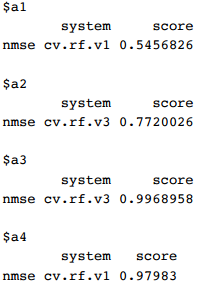 $a1
system score
nmse cv.rf.v1 0.5456826
$a2
system score
nmse cv.rf.v3 0.7720026
$a3
system score
nmse cv.rf.v3 0.9968958
$a4
system score
nmse cv.rf.v1 0.97983